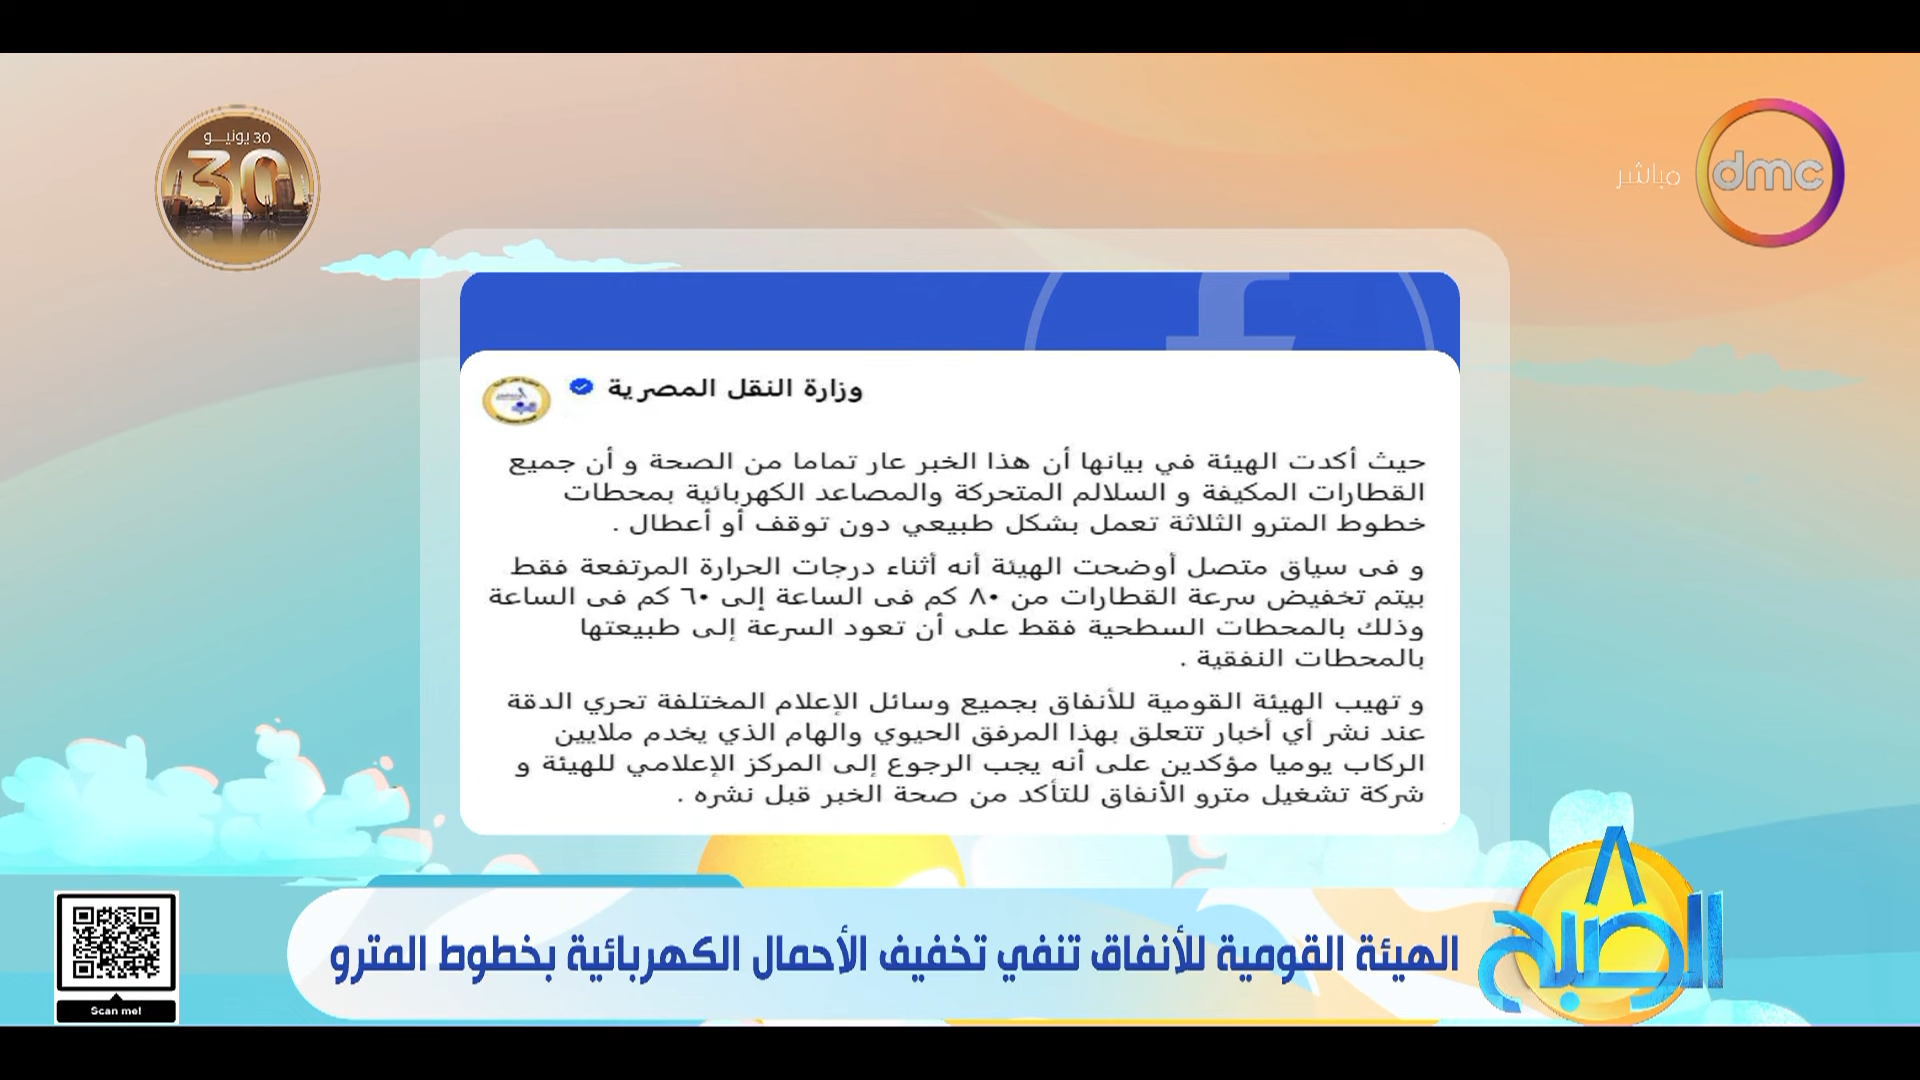 30 يونيـــو
30
مباشر
dmc
وزارة النقل المصرية
حيث أكدت الهيئة في بيانها أن هذا الخبر عار تماما من الصحة و أن جميع
القطارات المكيفة و السلالم المتحركة والمصاعد الكهربائية بمحطات
خطوط المترو الثلاثة تعمل بشكل طبيعي دون توقف أو أعطال .
و فى سياق متصل أوضحت الهيئة أنه أثناء درجات الحرارة المرتفعة فقط
بيتم تخفيض سرعة القطارات من ٨٠ كم فى الساعة إلى ٦٠ كم فى الساعة
وذلك بالمحطات السطحية فقط على أن تعود السرعة إلى طبيعتها
بالمحطات النفقية .
و تهيب الهيئة القومية للأنفاق بجميع وسائل الإعلام المختلفة تحري الدقة
عند نشر أي أخبار تتعلق بهذا المرفق الحيوي والهام الذي يخدم ملايين
الركاب يوميا مؤكدين على أنه يجب الرجوع إلى المركز الإعلامي للهيئة و
شركة تشغيل مترو الأنفاق للتأكد من صحة الخبر قبل نشره .
٨ الصبح
الهيئة القومية للأنفاق تنفي تخفيف الأحمال الكهربائية بخطوط المترو
Scan me!